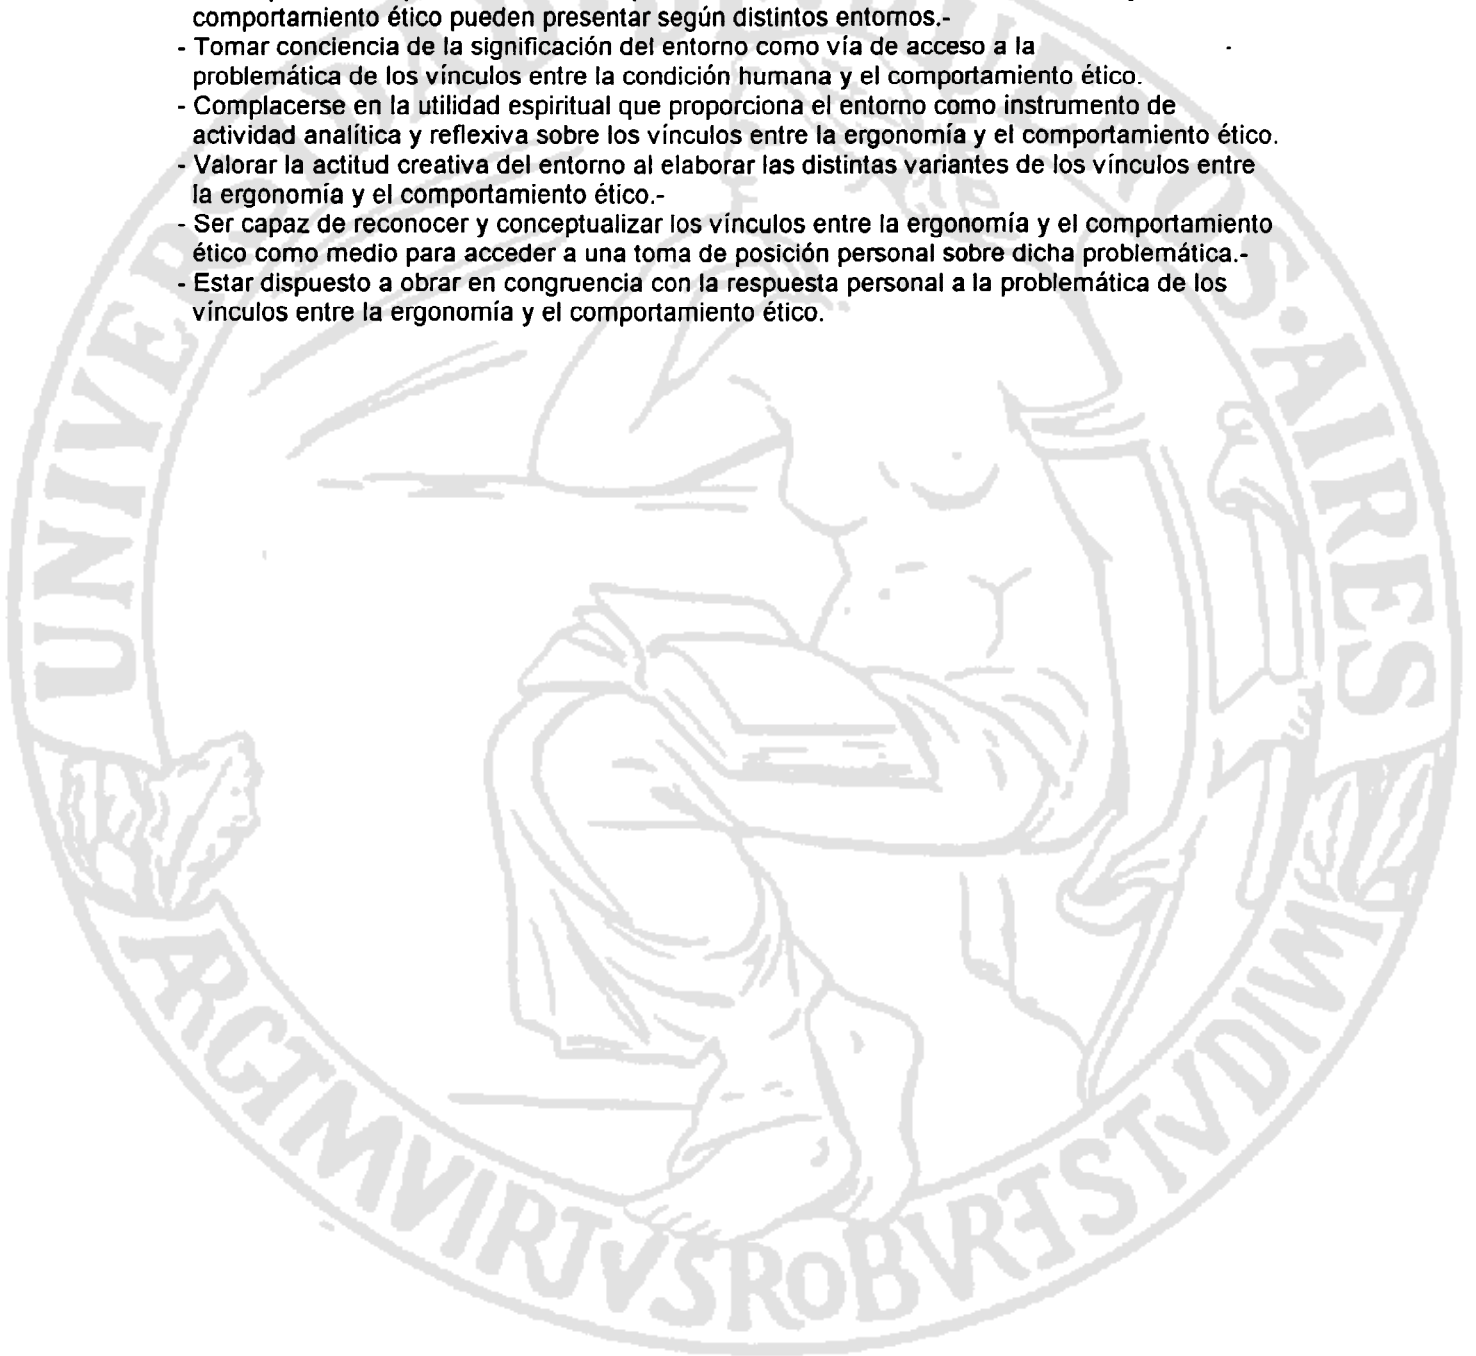 comportamiento ético pueden presentar según distintos entornos.-
- Tomar conciencia de la significación del entorno como vía de acceso a la
problemática de los vínculos entre la condición humana y el comportamiento ético.
- Complacerse en la utilidad espiritual que proporciona el entorno como instrumento de
actividad analítica y reflexiva sobre los vínculos entre la ergonomía y el comportamiento ético.
- Valorar la actitud creativa del entorno al elaborar las distintas variantes de los vínculos entre
la ergonomía y el comportamiento ético.-
- Ser capaz de reconocer y conceptualizar los vínculos entre la ergonomía y el comportamiento
ético como medio para acceder a una toma de posición personal sobre dicha problemática.-
- Estar dispuesto a obrar en congruencia con la respuesta personal a la problemática de los
vínculos entre la ergonomía y el comportamiento ético.
UNIVERSIDAD DE BUENOS·AIRES
ARGTMVIRTVSROBVRETSTVDIVM